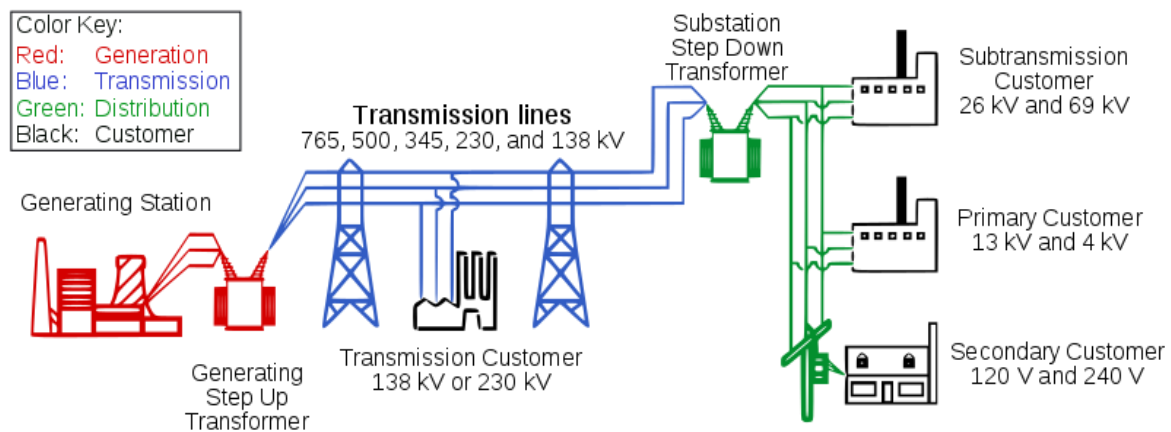 Color Key:
Red: Generation
Blue: Transmission
Green: Distribution
Black: Customer
Generating Station
Generating
Step Up
Transformer
Transmission lines
765, 500, 345, 230, and 138 kV
Transmission Customer
138 kV or 230 kV
Substation
Step Down
Transformer
Subtransmission
Customer
26 kV and 69 kV
Primary Customer
13 kV and 4 kV
Secondary Customer
120 V and 240 V